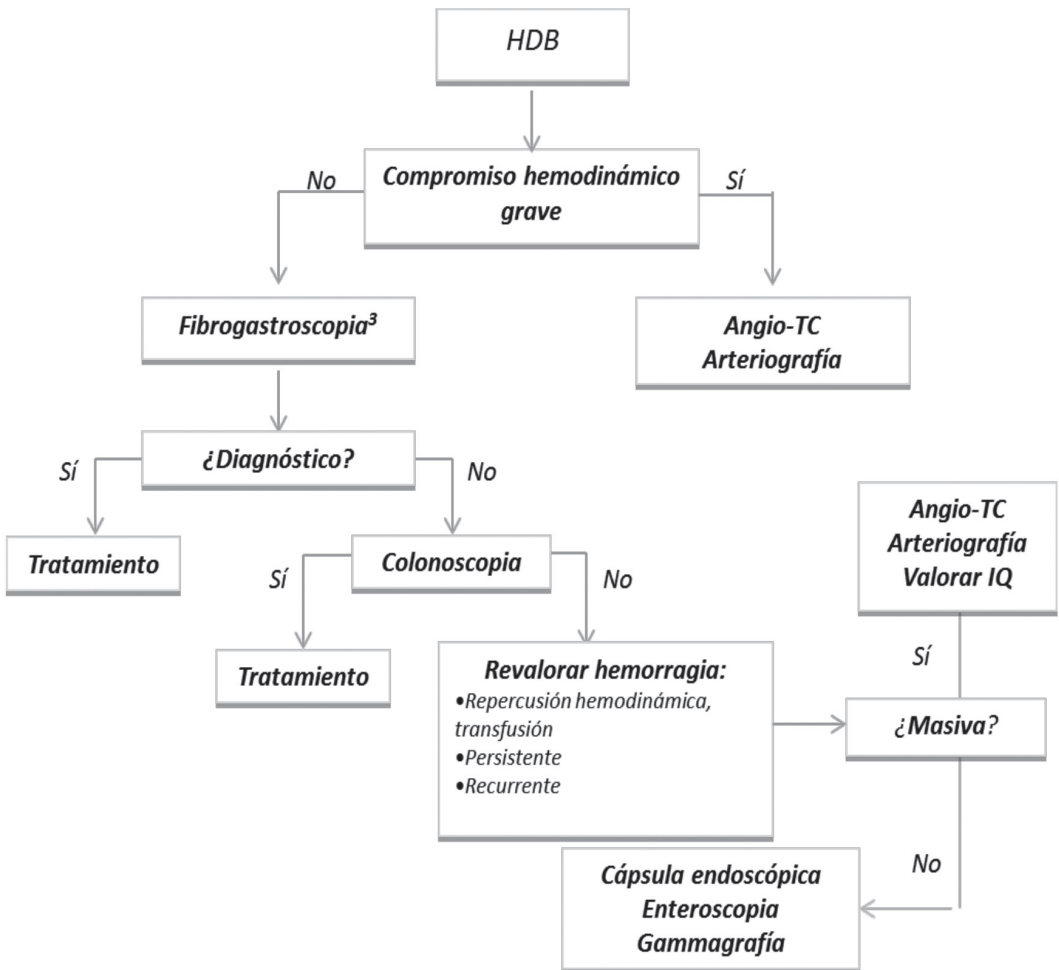 HDB
Compromiso hemodinámico
grave
No
Sí
Fibrogastroscopia³
Angio-TC
Arteriografía
¿Diagnóstico?
Sí
No
Tratamiento
Colonoscopia
Sí
No
Tratamiento
Revalorar hemorragia:
•Repercusión hemodinámica,
transfusión
•Persistente
•Recurrente
Angio-TC
Arteriografía
Valorar IQ
Sí
¿Masiva?
No
Cápsula endoscópica
Enteroscopia
Gammagrafía